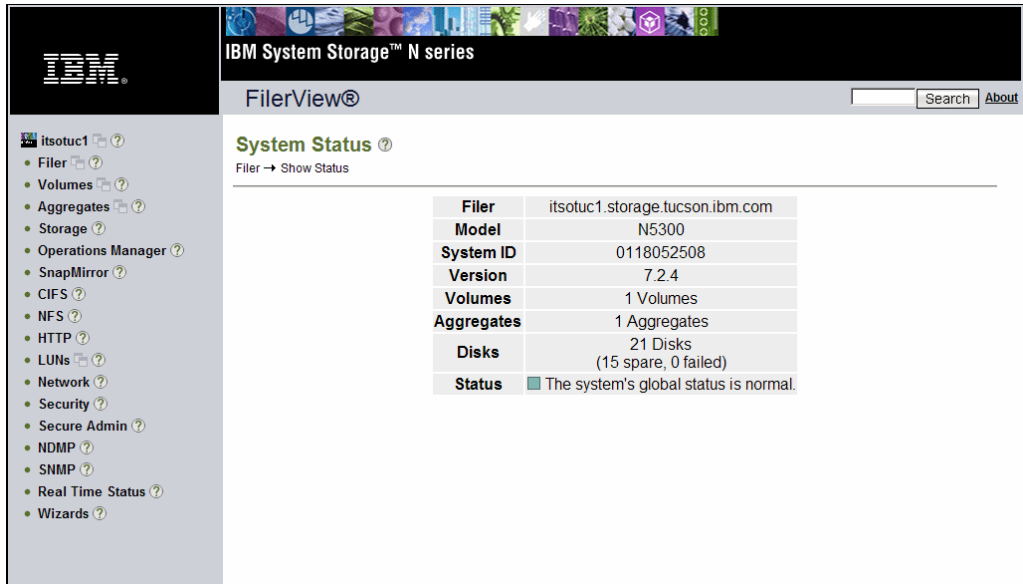 IBM®
IBM System Storage™ N series
FilerView®
Search
About
itsotuc1
Filer
Volumes
Aggregates
Storage
Operations Manager
SnapMirror
CIFS
NFS
HTTP
LUNs
Network
Security
Secure Admin
NDMP
SNMP
Real Time Status
Wizards
System Status
Filer → Show Status
Filer itsotuc1.storage.tucson.ibm.com
Model N5300
System ID 0118052508
Version 7.2.4
Volumes 1 Volumes
Aggregates 1 Aggregates
Disks 21 Disks
(15 spare, 0 failed)
Status The system's global status is normal.